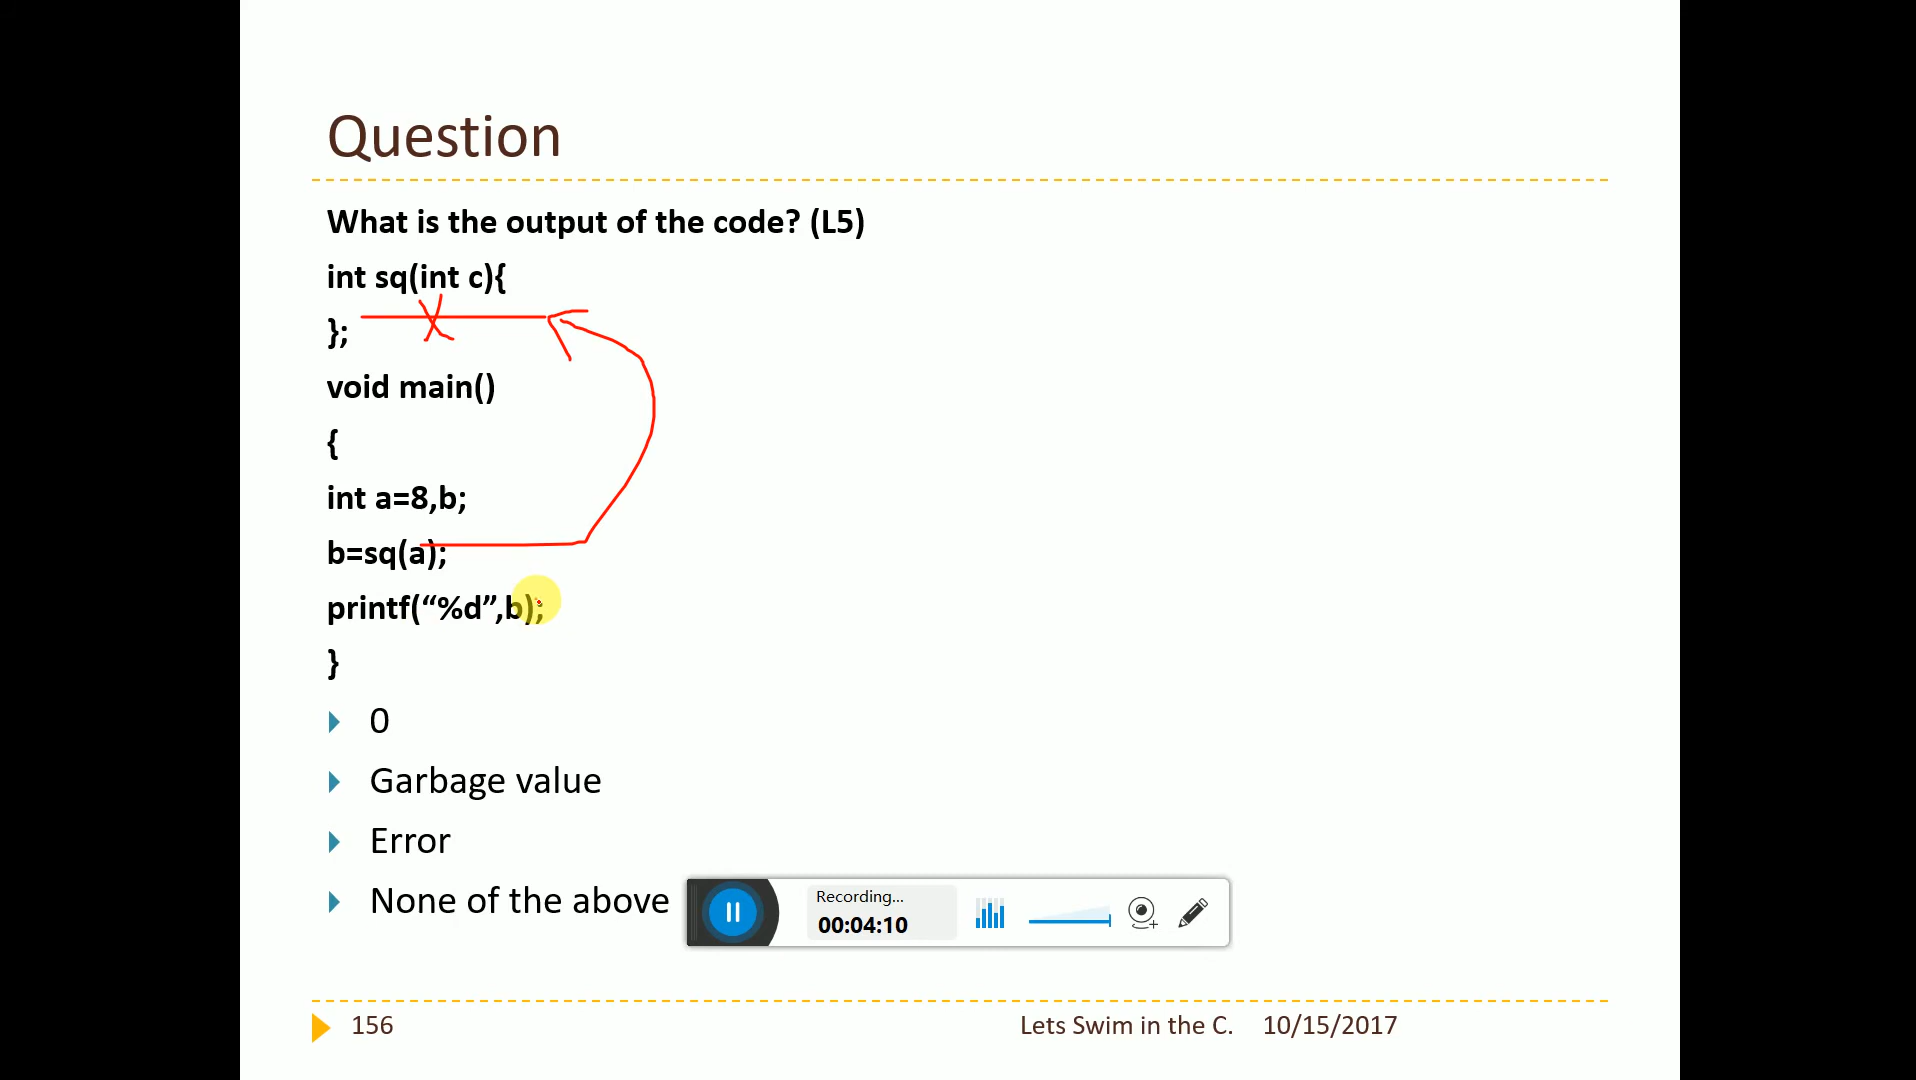 Question
What is the output of the code? (L5)
int sq(int c){
};
void main()
{
int a=8,b;
b=sq(a);
printf(“%d”,b);
}
0
Garbage value
Error
None of the above
Recording...
00:04:10
156
Lets Swim in the C. 10/15/2017